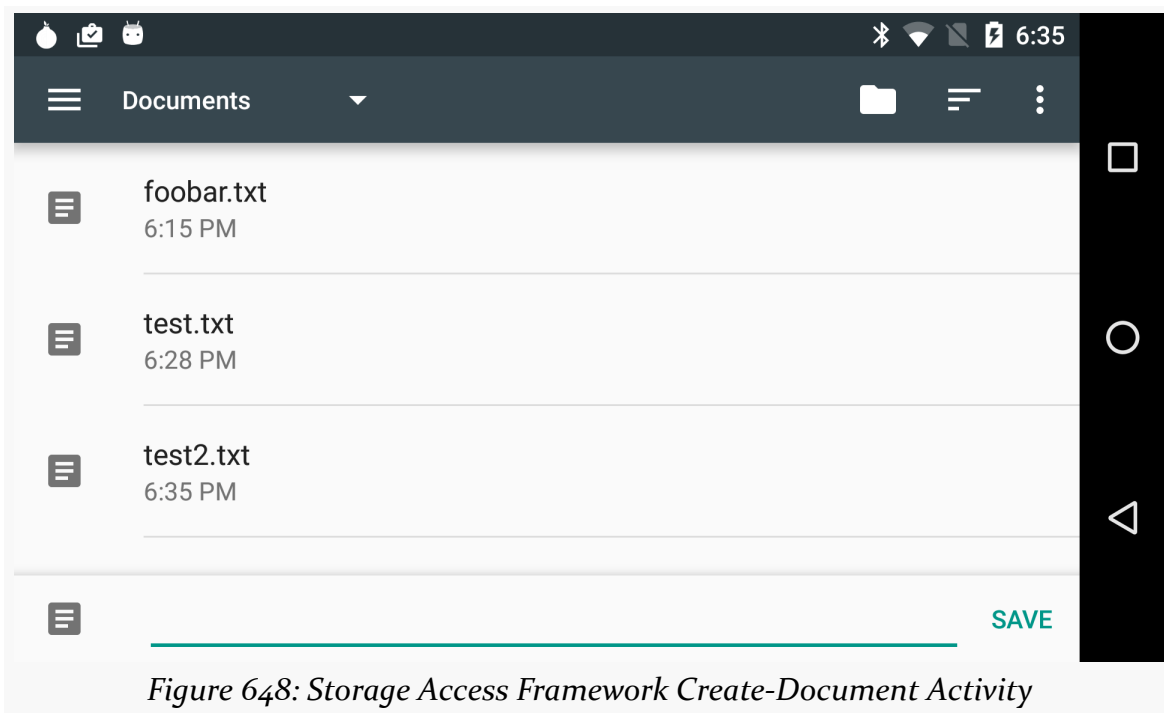 6:35
Documents
foobar.txt
6:15 PM
test.txt
6:28 PM
test2.txt
6:35 PM
SAVE
Figure 648: Storage Access Framework Create-Document Activity